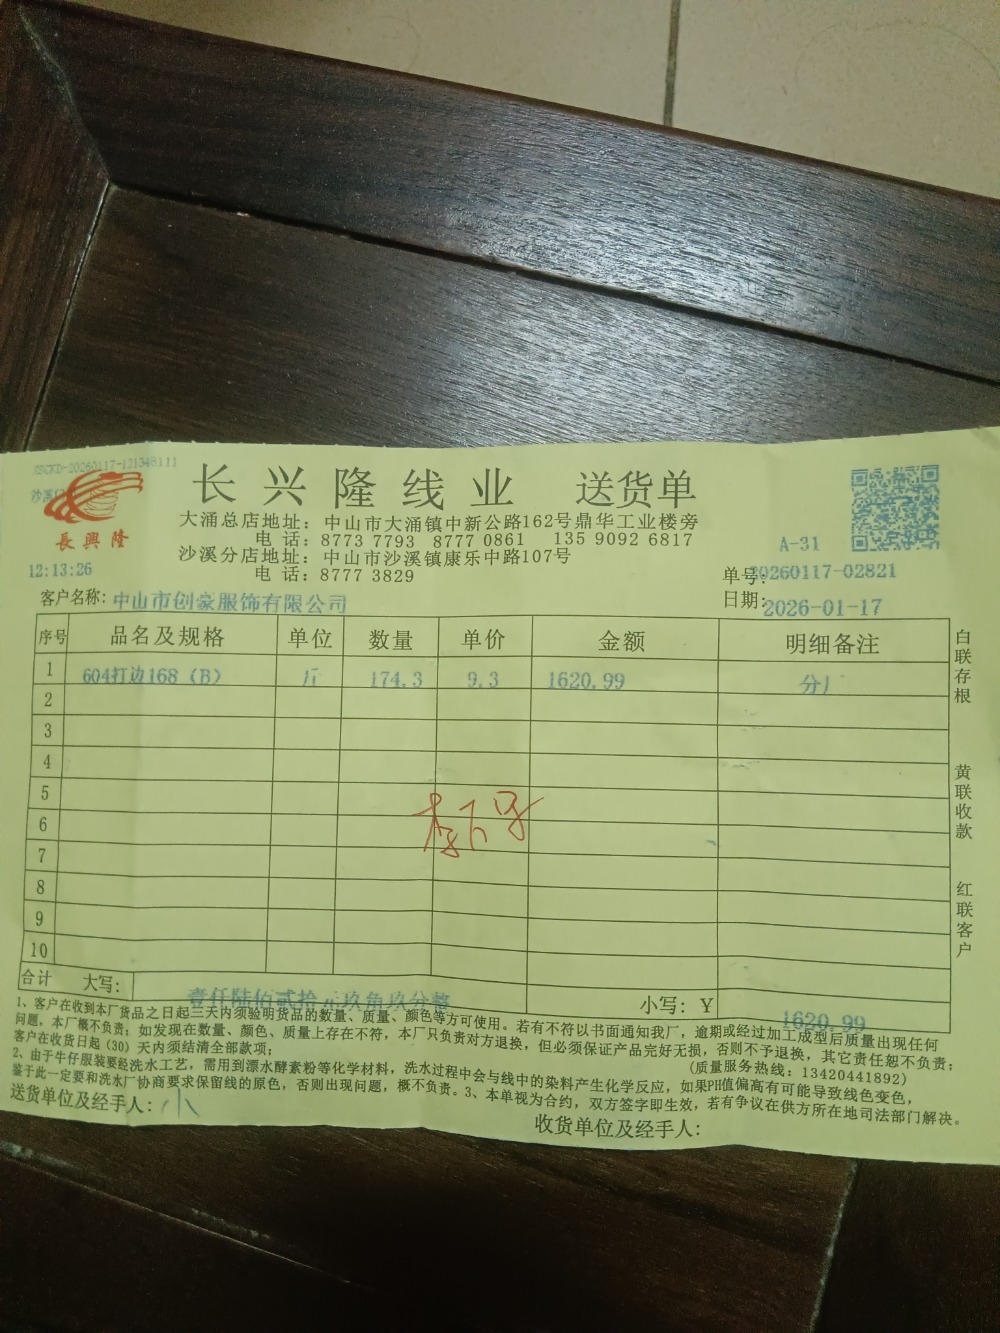 XSCKD-20260117-121348111
長興隆
12:13:26
长兴隆线业 送货单
大涌总店地址：中山市大涌镇中新公路162号鼎华工业楼旁
电话：8773 7793 8777 0861 135 9092 6817
沙溪分店地址：中山市沙溪镇康乐中路107号
电话：8777 3829
A-31
单号：20260117-02821
日期：2026-01-17
客户名称：中山市创豪服饰有限公司
序号 品名及规格 单位 数量 单价 金额 明细备注
1 604打边168（B） 斤 174.3 9.3 1620.99
2
3
4
5
6
7
8
9
10
合计 大写：壹仟陆佰贰拾元玖角玖分整 小写：Y 1620.99
白联存根
黄联收款
红联客户
1、客户在收到本厂货品之日起三天内须验明货品的数量、质量、颜色等方可使用。若有不符以书面通知我厂，逾期或经过加工成型后质量出现任何
问题，本厂概不负责；如发现在数量、颜色、质量上存在不符，本厂只负责对方退换，但必须保证产品完好无损，否则不予退换，其它责任恕不负责；
客户在收货日起（30）天内须结清全部款项； （质量服务热线：13420441892）
2、由于牛仔服装要经洗水工艺，需用到漂水酵素粉等化学材料，洗水过程中会与线中的染料产生化学反应，如果PH值偏高有可能导致线色变色，
鉴于此一定要和洗水厂协商要求保留线的原色，否则出现问题，概不负责。3、本单视为合约，双方签字即生效，若有争议在供方所在地司法部门解决。
送货单位及经手人：小
收货单位及经手人：